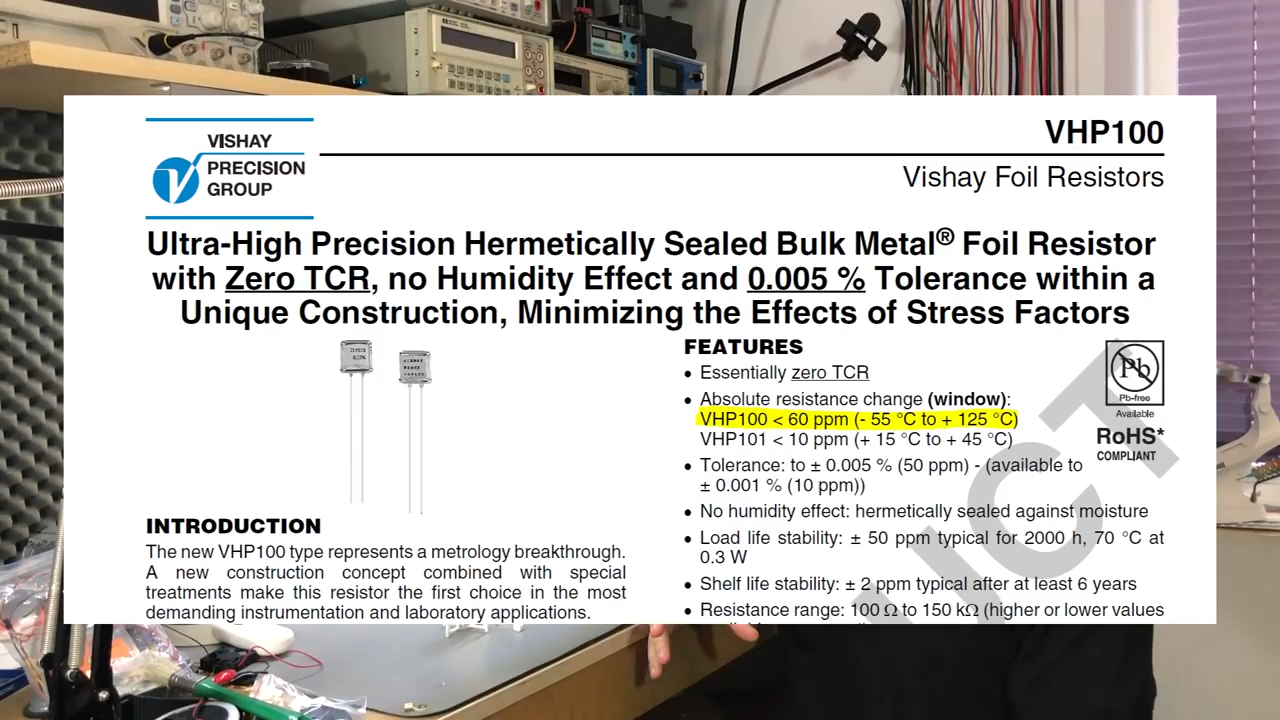 VISHAY
PRECISION
GROUP
VHP100
Vishay Foil Resistors
Ultra-High Precision Hermetically Sealed Bulk Metal® Foil Resistor
with Zero TCR, no Humidity Effect and 0.005 % Tolerance within a
Unique Construction, Minimizing the Effects of Stress Factors
INTRODUCTION
The new VHP100 type represents a metrology breakthrough.
A new construction concept combined with special
treatments make this resistor the first choice in the most
demanding instrumentation and laboratory applications.
FEATURES
• Essentially zero TCR
• Absolute resistance change (window):
VHP100 < 60 ppm (- 55 °C to + 125 °C)
VHP101 < 10 ppm (+ 15 °C to + 45 °C)
• Tolerance: to ± 0.005 % (50 ppm) - (available to
± 0.001 % (10 ppm))
• No humidity effect: hermetically sealed against moisture
• Load life stability: ± 50 ppm typical for 2000 h, 70 °C at
0.3 W
• Shelf life stability: ± 2 ppm typical after at least 6 years
• Resistance range: 100 Ω to 150 kΩ (higher or lower values
Pb
Pb-free
Available
RoHS*
COMPLIANT
UCT